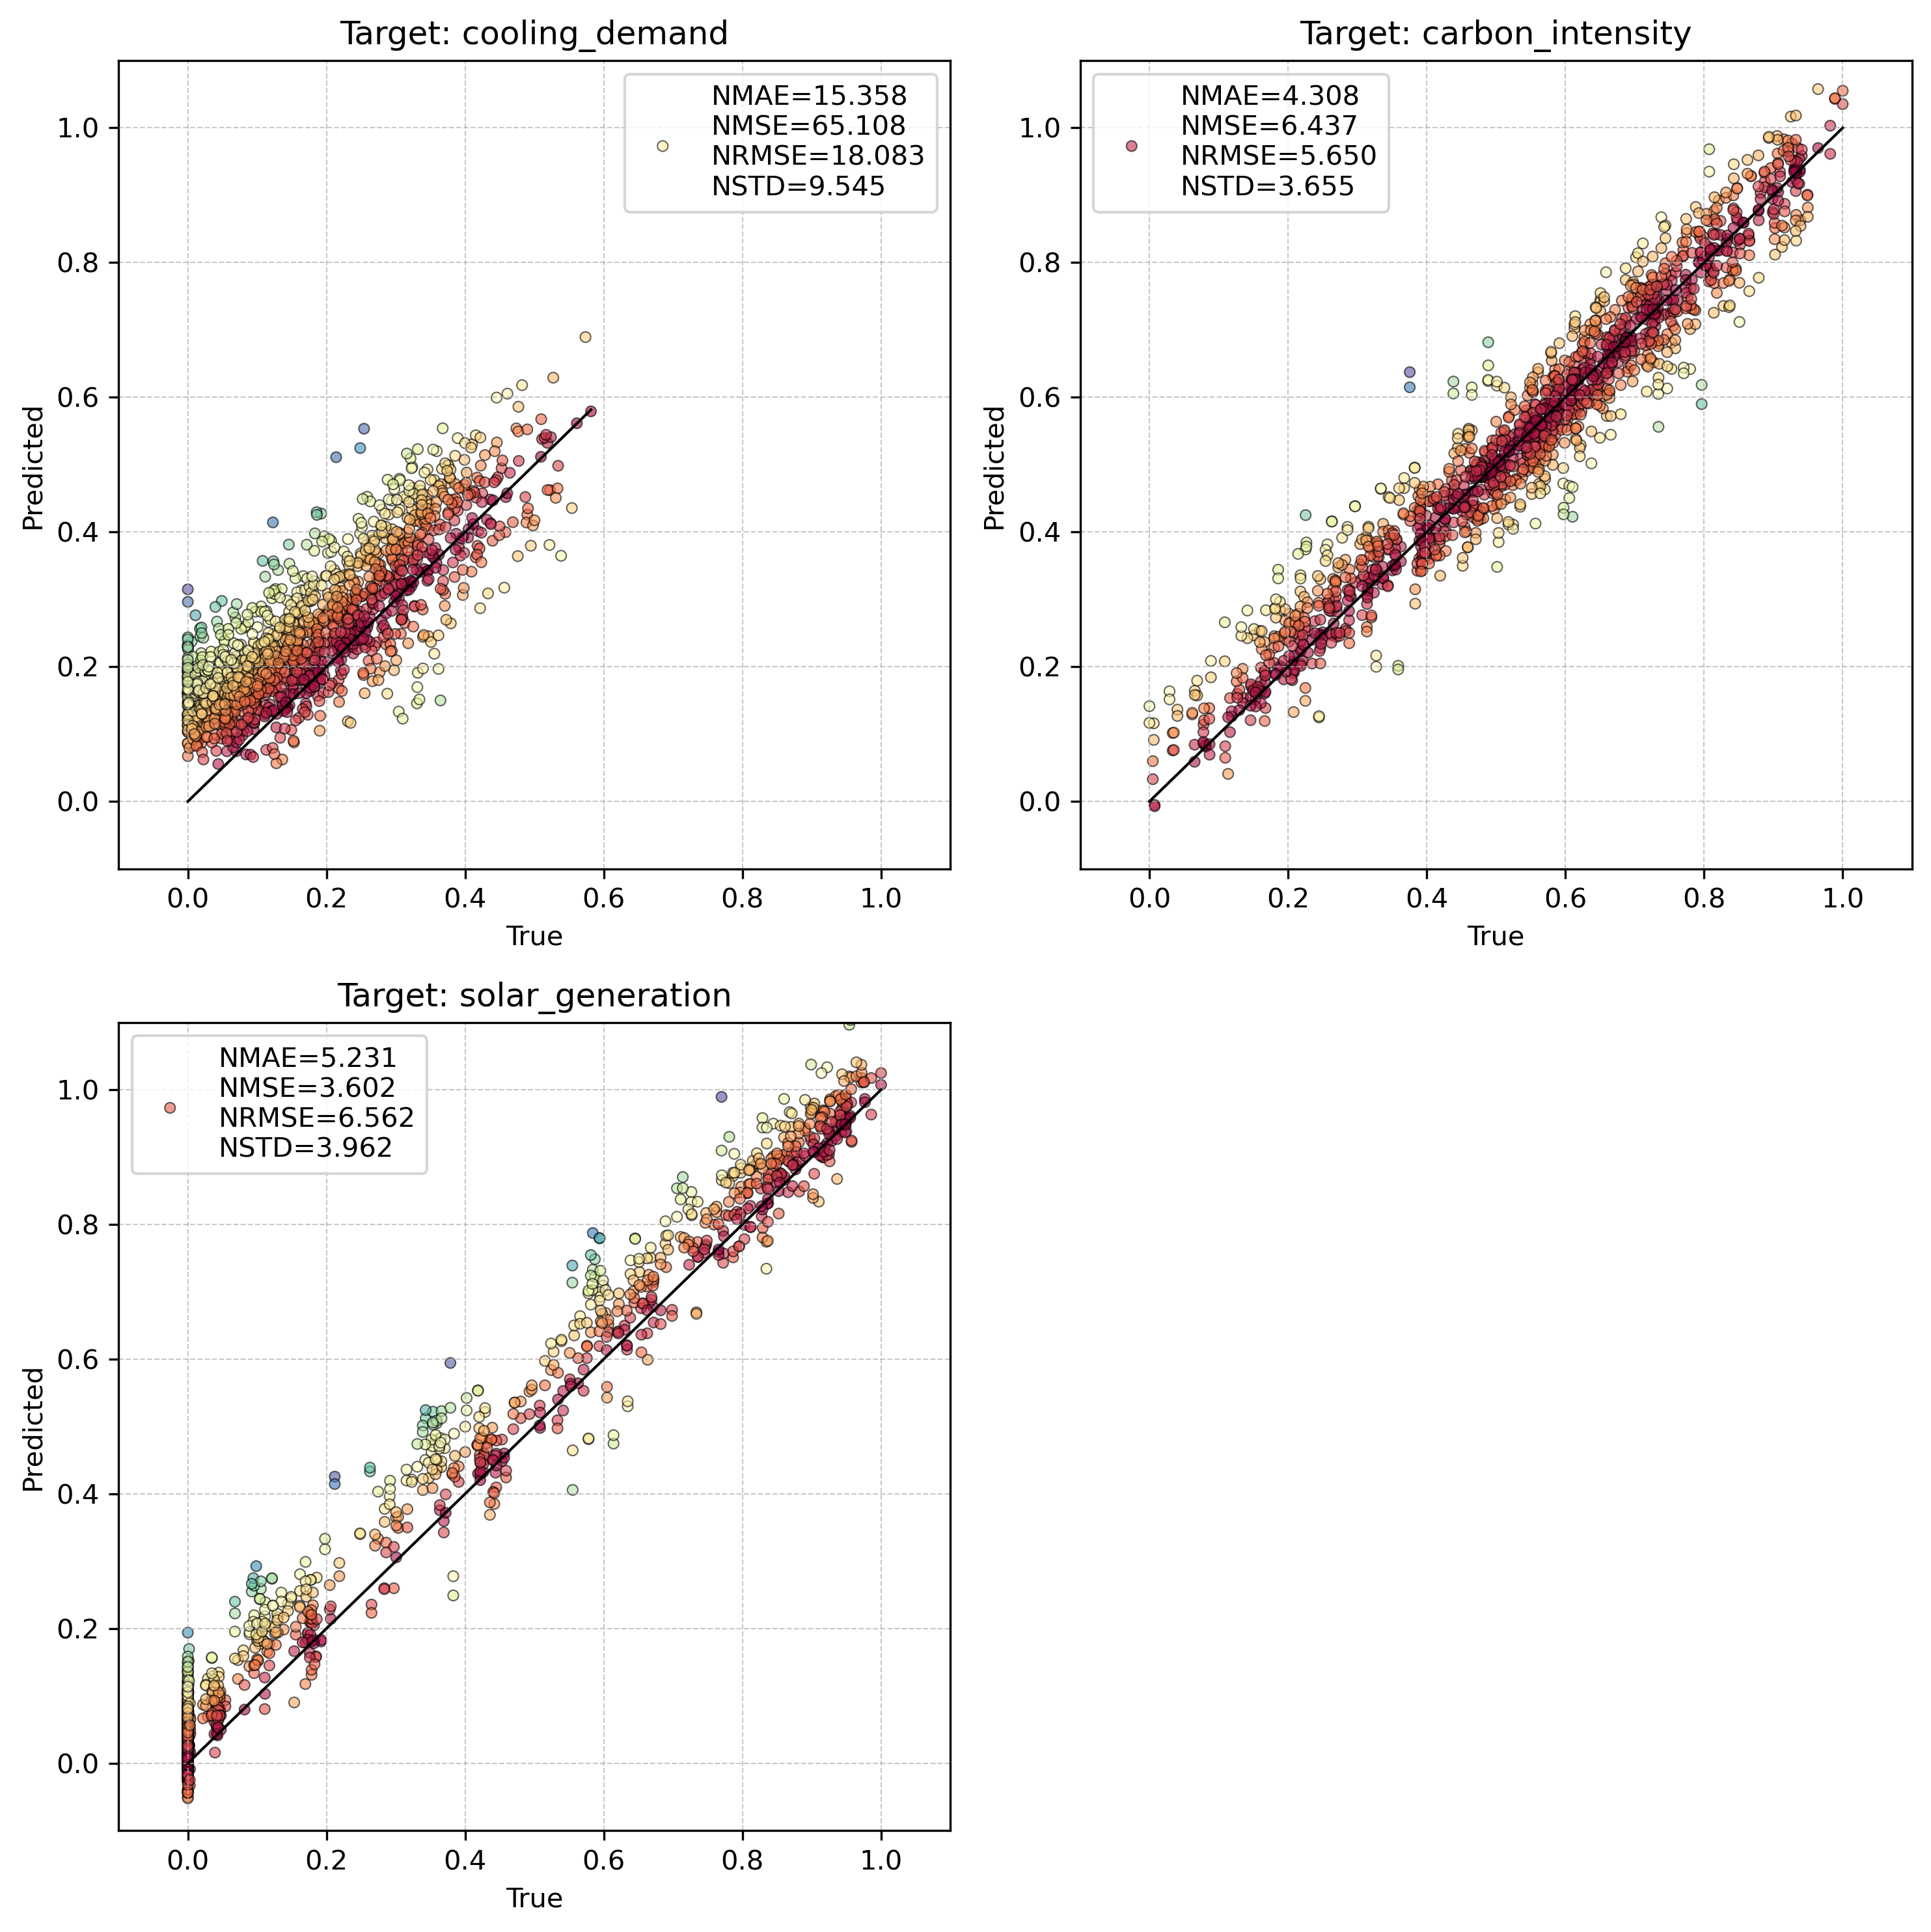 Target: cooling_demand
NMAE=15.358
NMSE=65.108
NRMSE=18.083
NSTD=9.545
1.0
0.8
0.6
0.4
0.2
0.0
Predicted
0.0 0.2 0.4 0.6 0.8 1.0
True
Target: carbon_intensity
NMAE=4.308
NMSE=6.437
NRMSE=5.650
NSTD=3.655
1.0
0.8
0.6
0.4
0.2
0.0
Predicted
0.0 0.2 0.4 0.6 0.8 1.0
True
Target: solar_generation
NMAE=5.231
NMSE=3.602
NRMSE=6.562
NSTD=3.962
1.0
0.8
0.6
0.4
0.2
0.0
Predicted
0.0 0.2 0.4 0.6 0.8 1.0
True